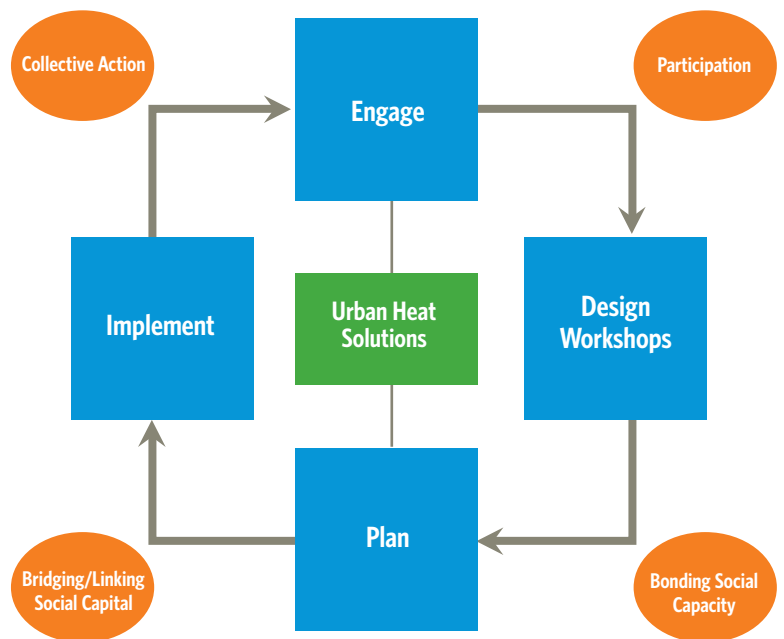 Collective Action
Engage
Participation
Implement
Urban Heat
Solutions
Design
Workshops
Bridging/Linking
Social Capital
Plan
Bonding Social
Capacity